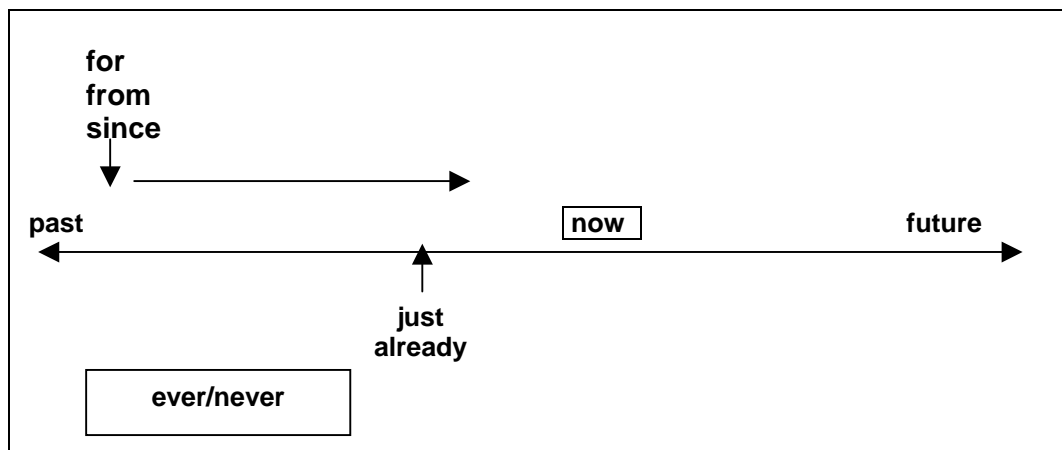 for
from
since
past now future
just
already
ever/never